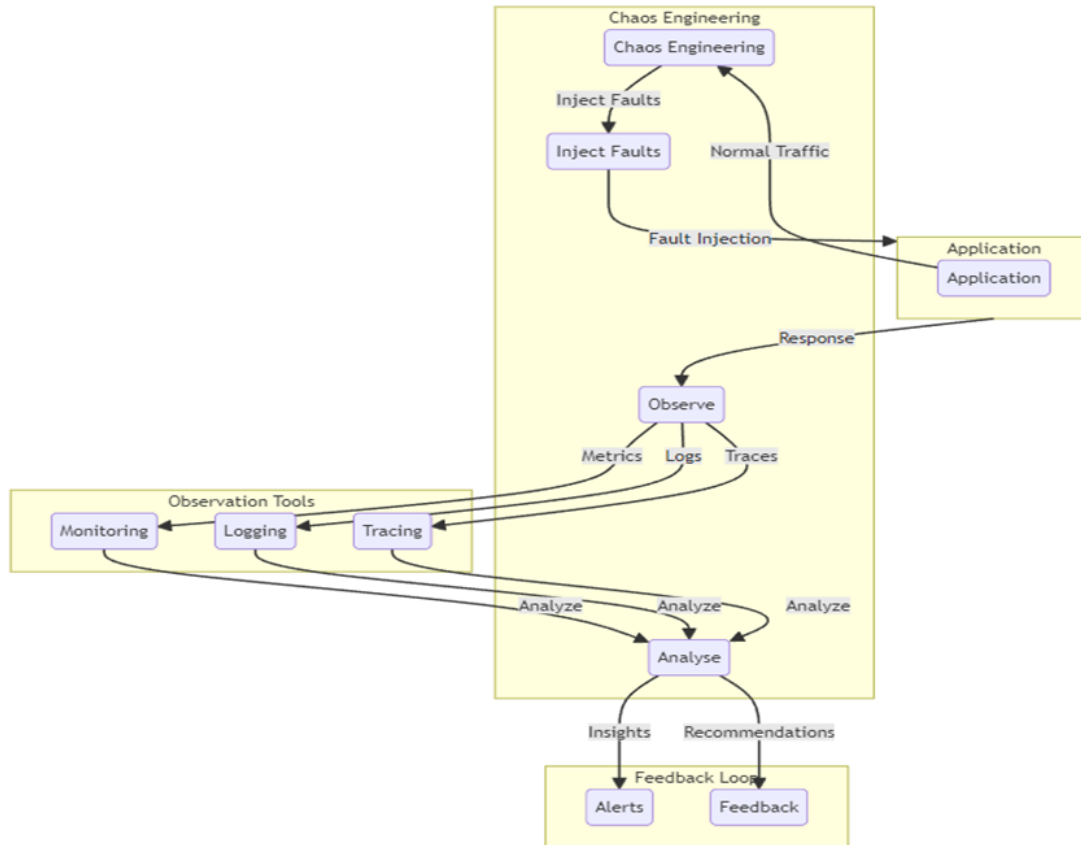 Chaos Engineering
Chaos Engineering
Inject Faults
Inject Faults
Normal Traffic
Fault Injection
Application
Application
Response
Observe
Metrics
Logs
Traces
Observation Tools
Monitoring
Logging
Tracing
Analyze
Analyze
Analyze
Analyse
Insights
Recommendations
Feedback Loop
Alerts
Feedback